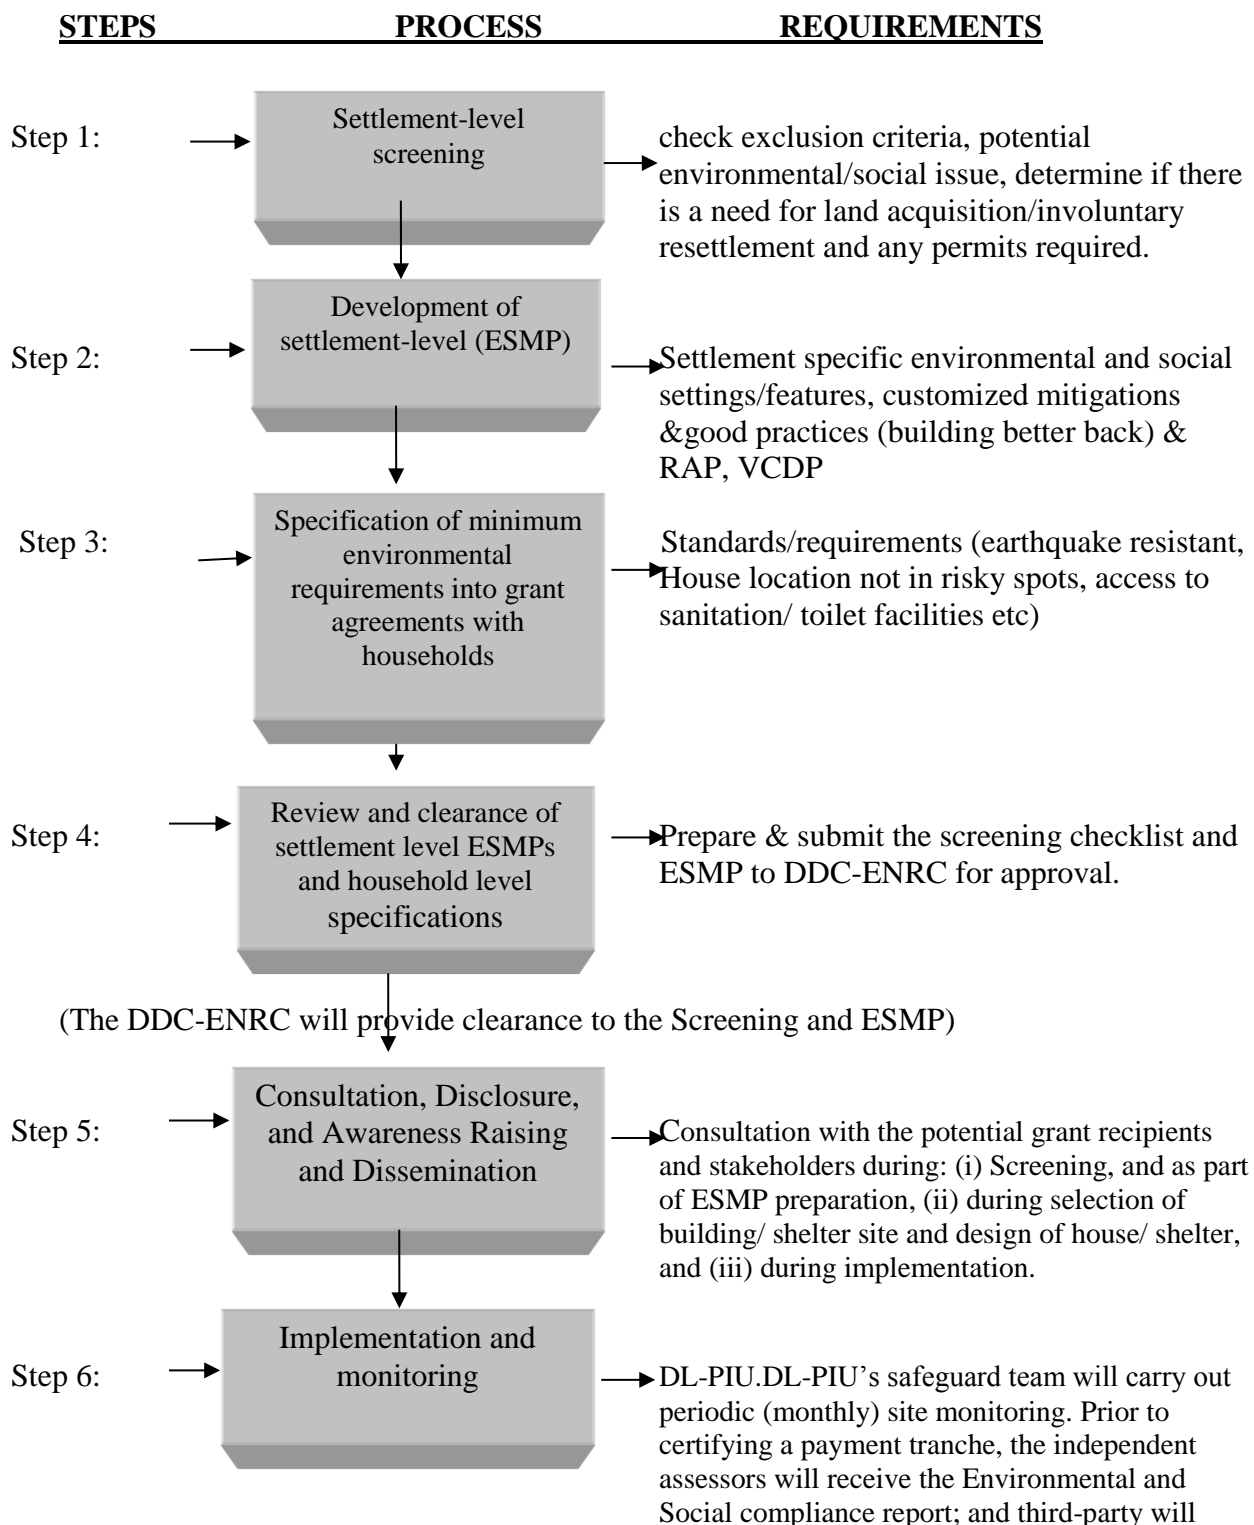 STEPS PROCESS REQUIREMENTS
Step 1:
Settlement-level
screening
check exclusion criteria, potential
environmental/social issue, determine if there
is a need for land acquisition/involuntary
resettlement and any permits required.
Step 2:
Development of
settlement-level (ESMP)
Settlement specific environmental and social
settings/features, customized mitigations
&good practices (building better back) &
RAP, VCDP
Step 3:
Specification of minimum
environmental
requirements into grant
agreements with
households
Standards/requirements (earthquake resistant,
House location not in risky spots, access to
sanitation/ toilet facilities etc)
Step 4:
Review and clearance of
settlement level ESMPs
and household level
specifications
Prepare & submit the screening checklist and
ESMP to DDC-ENRC for approval.
(The DDC-ENRC will provide clearance to the Screening and ESMP)
Step 5:
Consultation, Disclosure,
and Awareness Raising
and Dissemination
Consultation with the potential grant recipients
and stakeholders during: (i) Screening, and as part
of ESMP preparation, (ii) during selection of
building/ shelter site and design of house/ shelter,
and (iii) during implementation.
Step 6:
Implementation and
monitoring
DL-PIU.DL-PIU’s safeguard team will carry out
periodic (monthly) site monitoring. Prior to
certifying a payment tranche, the independent
assessors will receive the Environmental and
Social compliance report; and third-party will